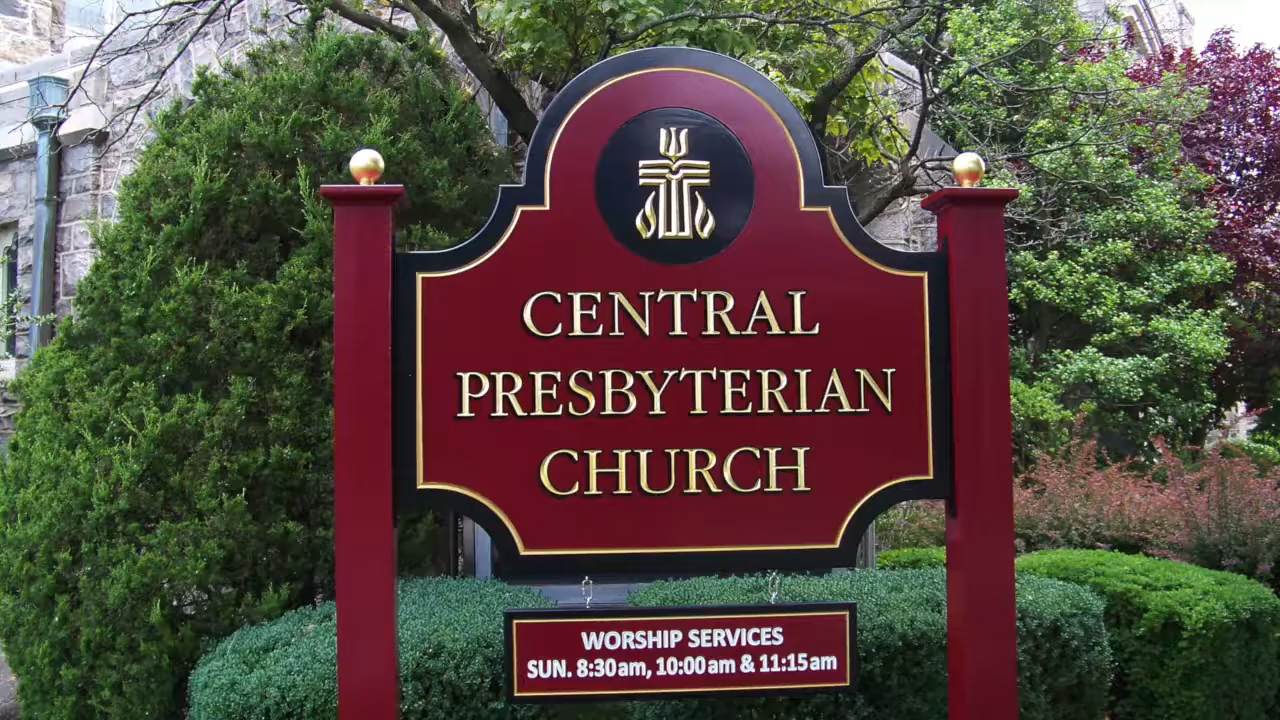 CENTRAL
PRESBYTERIAN
CHURCH
WORSHIP SERVICES
SUN. 8:30am, 10:00am & 11:15am